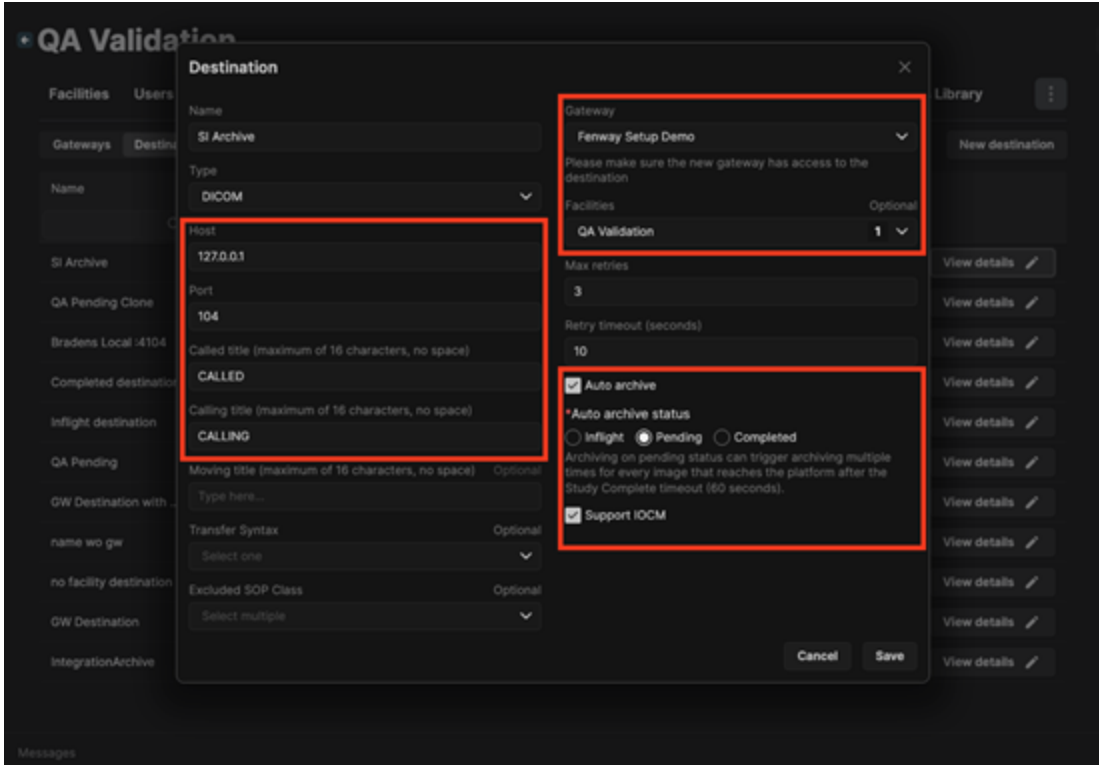 QA Validation
Facilities Users
Library
Gateways
New destination
Name
SI Archive
View details
QA Pending Clone
View details
Bradens Local :4104
View details
Completed destination
View details
Inflight destination
View details
QA Pending
View details
GW Destination with ..
View details
name wo gw
View details
no facility destination
View details
GW Destination
View details
IntegrationArchive
View details
Messages
Destination
Name
SI Archive
Type
DICOM
Host
127.0.0.1
Port
104
Called title (maximum of 16 characters, no space)
CALLED
Calling title (maximum of 16 characters, no space)
CALLING
Moving title (maximum of 16 characters, no space) Optional
Type here...
Transfer Syntax Optional
Select one
Excluded SOP Class Optional
Select multiple
Gateway
Fenway Setup Demo
Please make sure the new gateway has access to the
destination
Facilities Optional
QA Validation 1
Max retries
3
Retry timeout (seconds)
10
Auto archive
*Auto archive status
Inflight Pending Completed
Archiving on pending status can trigger archiving multiple
times for every image that reaches the platform after the
Study Complete timeout (60 seconds).
Support IOCM
Cancel Save